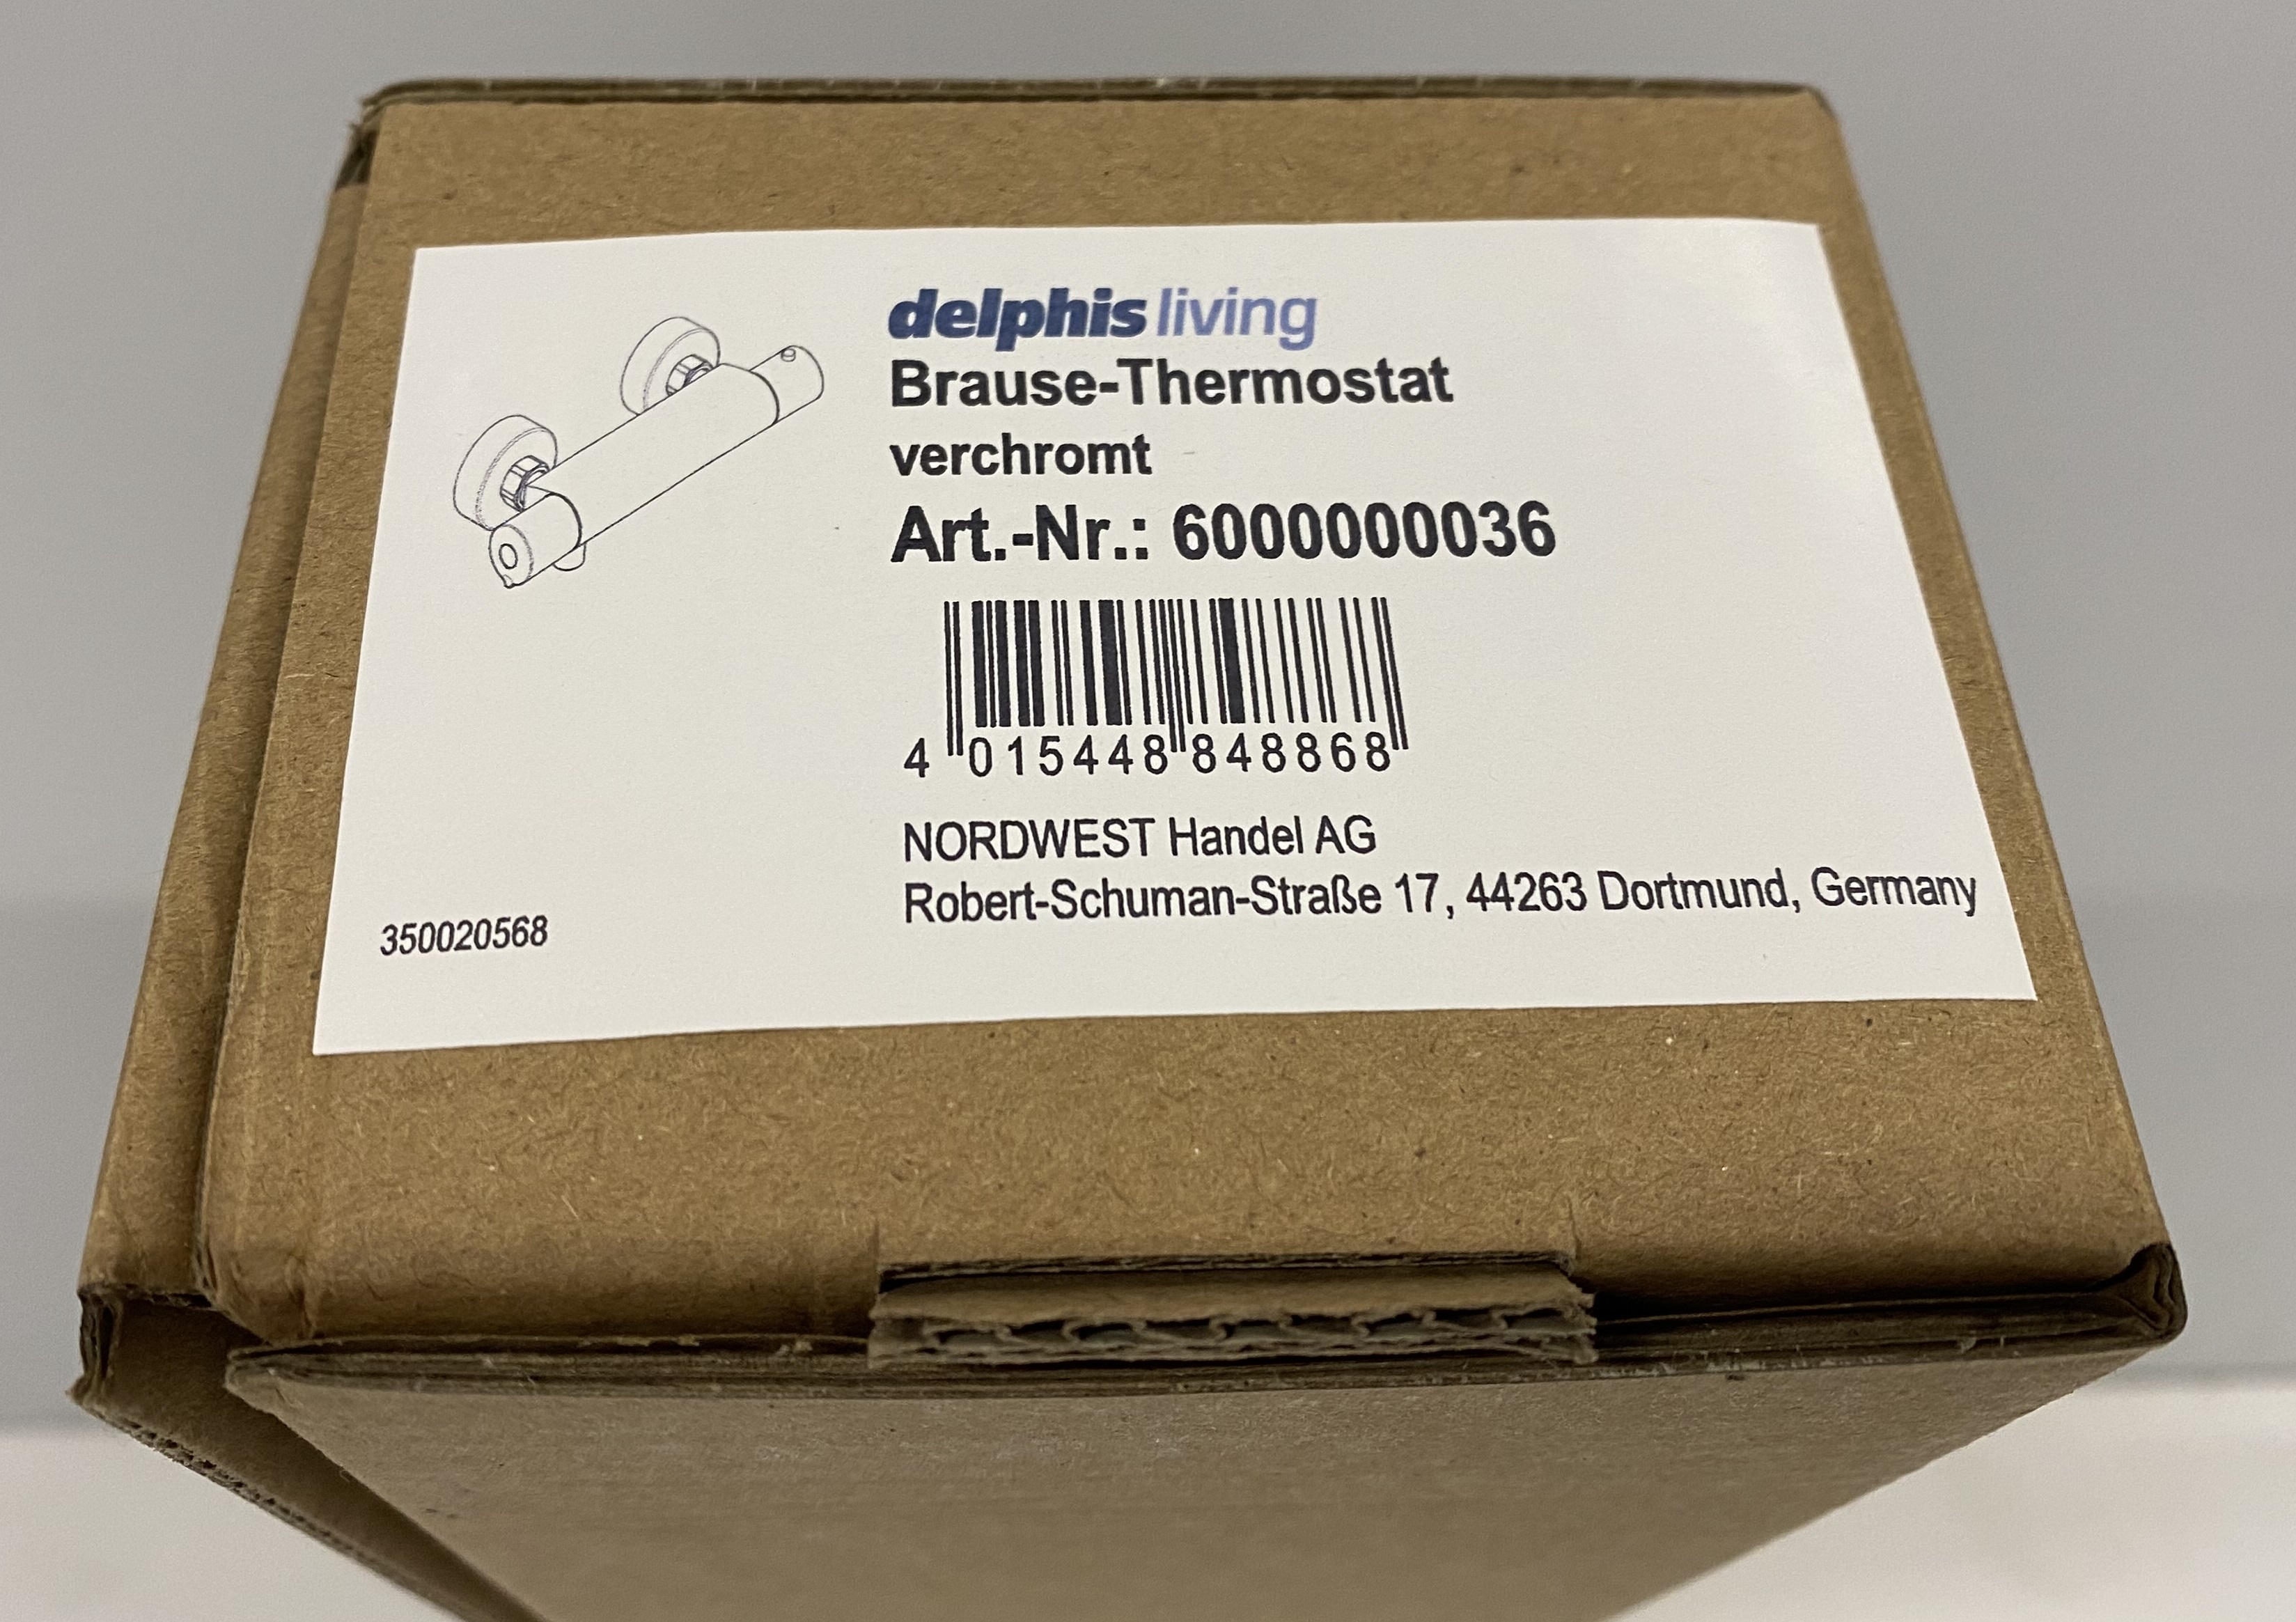 delphis living
Brause-Thermostat
verchromt
Art.-Nr.: 6000000036
4 015448 848868
NORDWEST Handel AG
Robert-Schuman-Straße 17, 44263 Dortmund, Germany
350020568